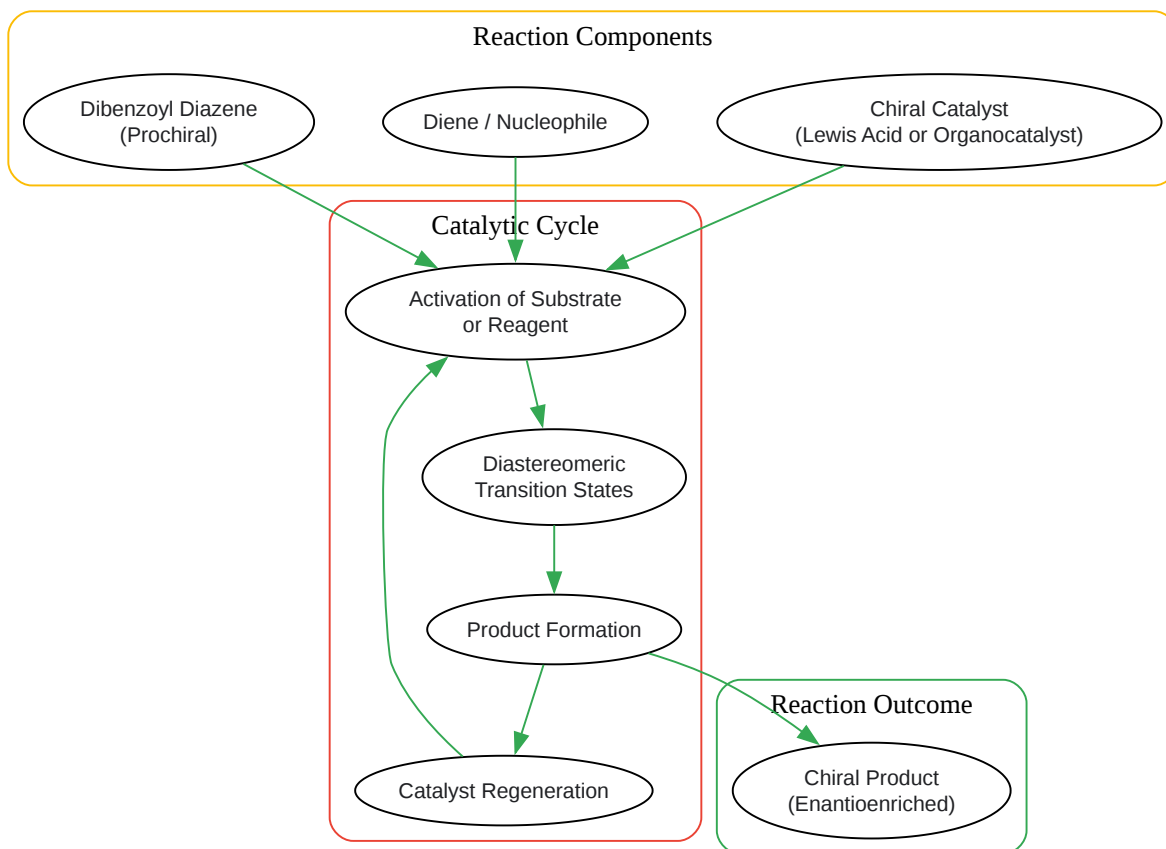 Reaction Components
Dibenzoyl Diazene
(Prochiral)
Diene / Nucleophile
Chiral Catalyst
(Lewis Acid or Organocatalyst)
Catalytic Cycle
Activation of Substrate
or Reagent
Diastereomeric
Transition States
Product Formation
Reaction Outcome
Catalyst Regeneration
Chiral Product
(Enantioenriched)